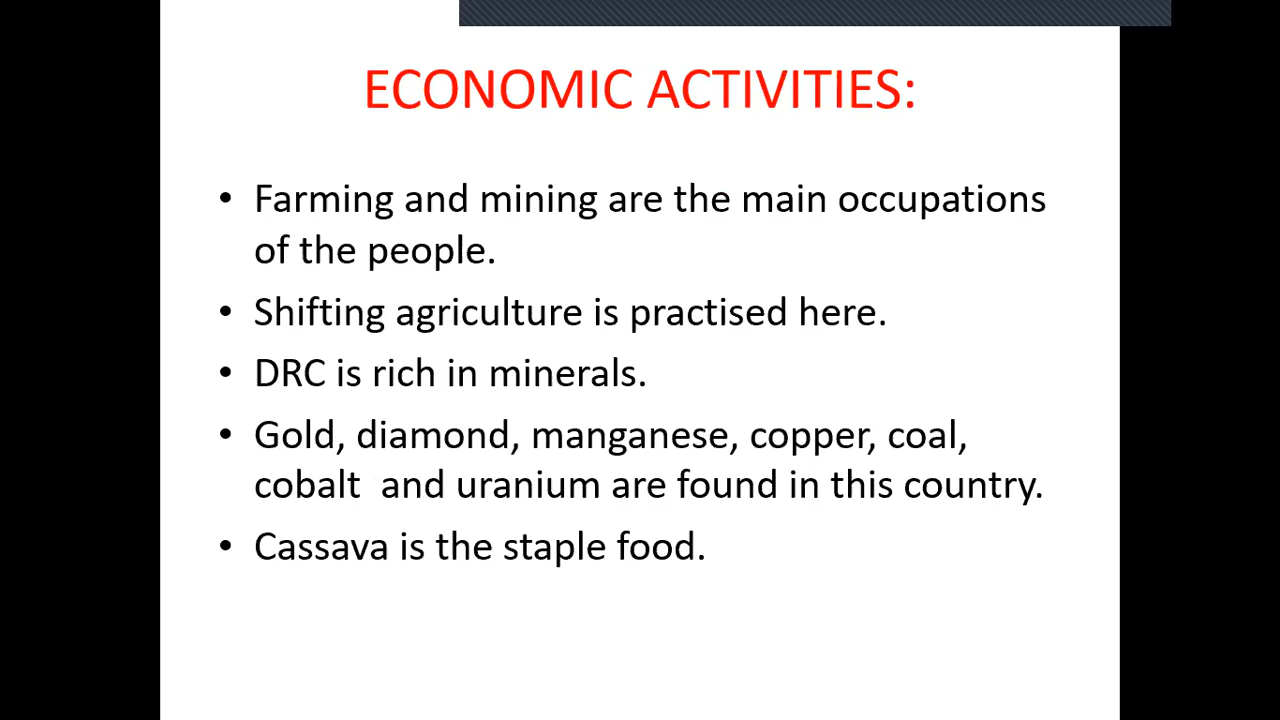 ECONOMIC ACTIVITIES:
• Farming and mining are the main occupations
of the people.
• Shifting agriculture is practised here.
• DRC is rich in minerals.
• Gold, diamond, manganese, copper, coal,
cobalt  and uranium are found in this country.
• Cassava is the staple food.